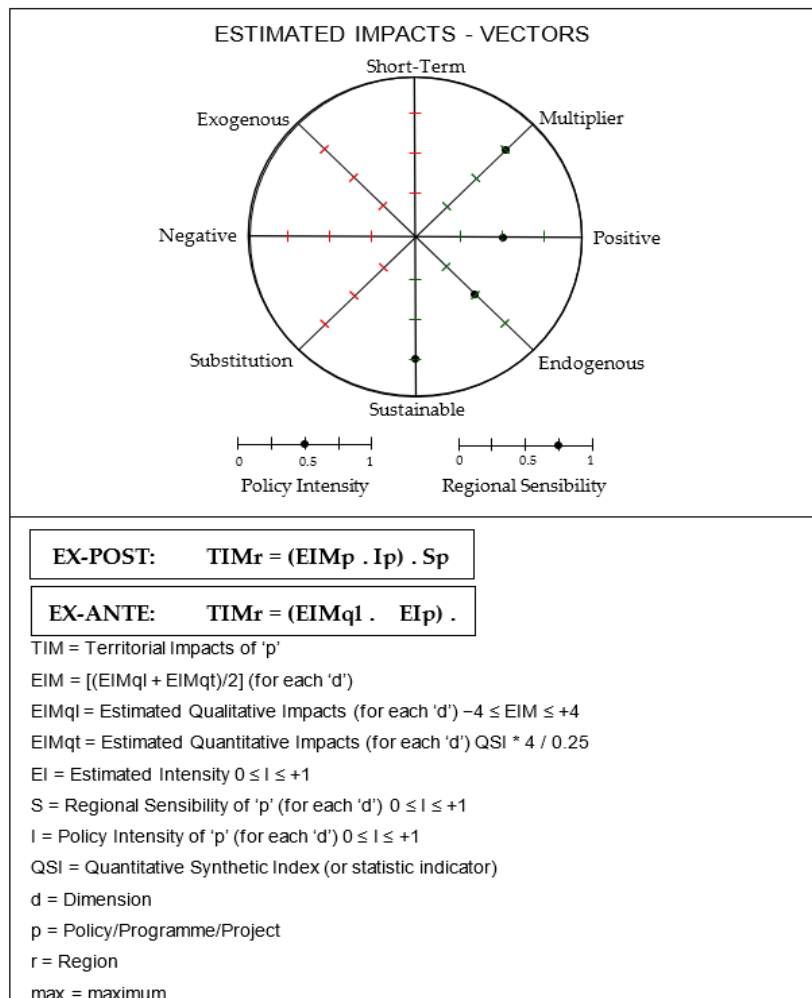 ESTIMATED IMPACTS - VECTORS
Short-Term
Exogenous
Multiplier
Negative
Positive
Substitution
Endogenous
Sustainable
0 0.5 1
Policy Intensity
0 0.5 1
Regional Sensibility
EX-POST: TIMr = (EIMp . Ip) . Sp
EX-ANTE: TIMr = (EIMql . EIp) .
TIM = Territorial Impacts of ‘p’
EIM = [(EIMql + EIMqt)/2] (for each ‘d’)
EIMql = Estimated Qualitative Impacts (for each ‘d’) −4 ≤ EIM ≤ +4
EIMqt = Estimated Quantitative Impacts (for each ‘d’) QSI * 4 / 0.25
EI = Estimated Intensity 0 ≤ I ≤ +1
S = Regional Sensibility of ‘p’ (for each ‘d’) 0 ≤ I ≤ +1
I = Policy Intensity of ‘p’ (for each ‘d’) 0 ≤ I ≤ +1
QSI = Quantitative Synthetic Index (or statistic indicator)
d = Dimension
p = Policy/Programme/Project
r = Region
max = maximum